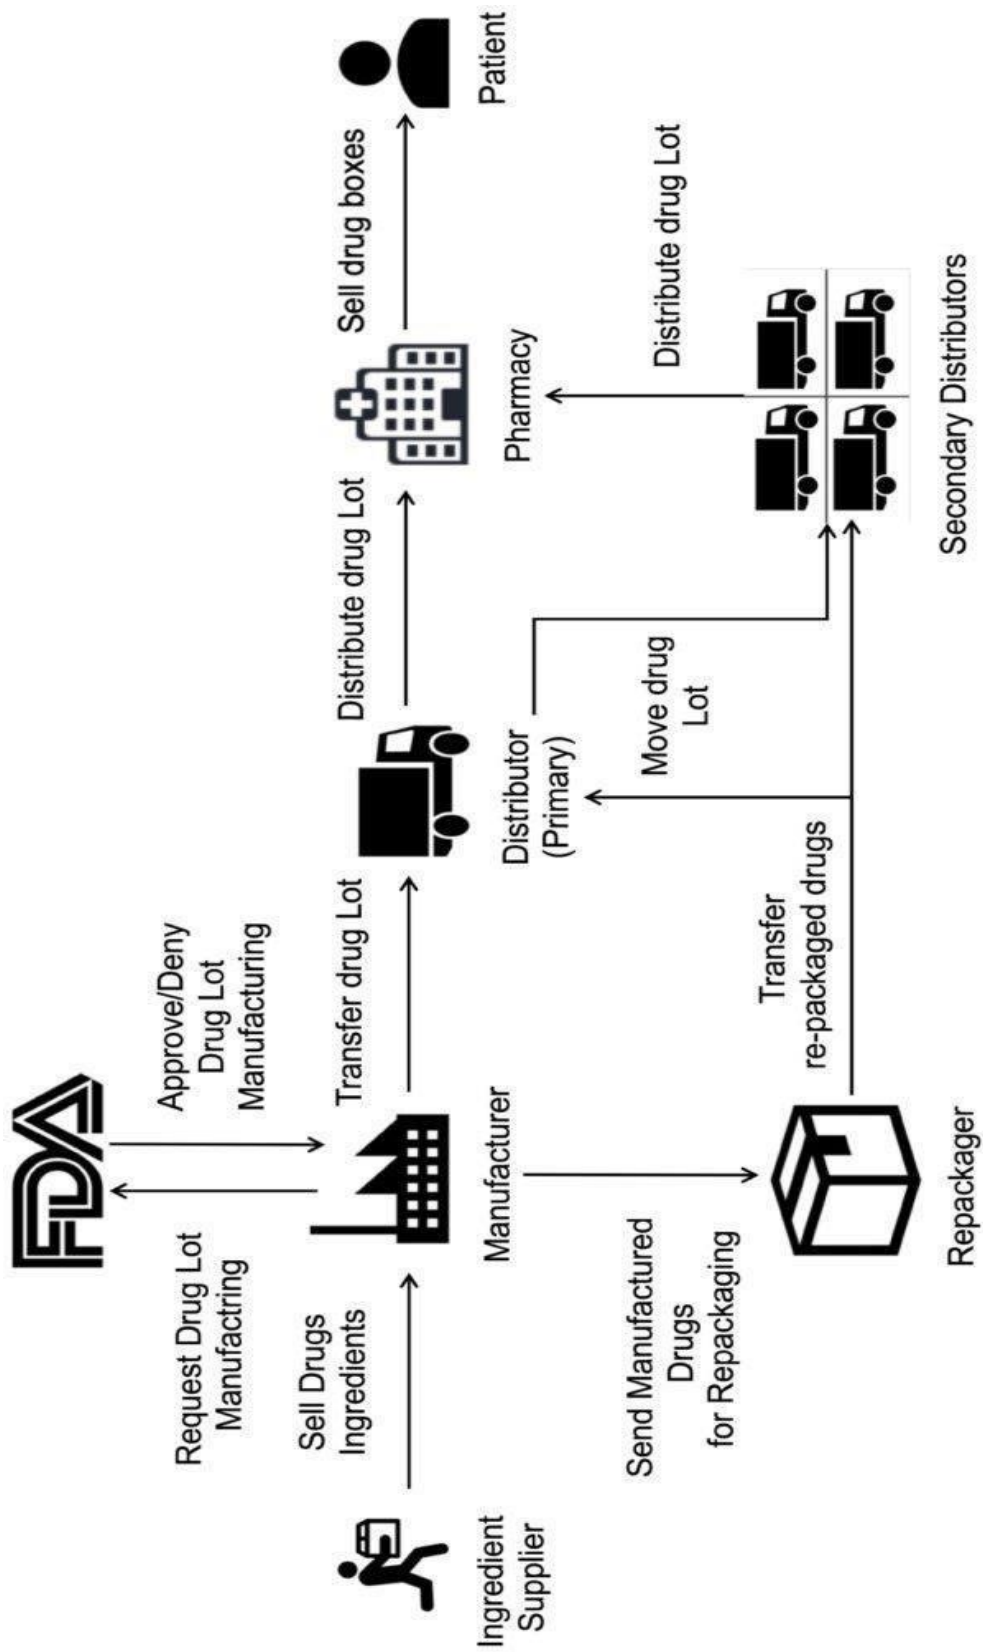 FDA
Request Drug Lot
Manufactring
Approve/Deny
Drug Lot
Manufacturing
Sell Drugs
Ingredients
Transfer drug Lot
Distribute drug Lot
Sell drug boxes
Ingredient
Supplier
Manufacturer
Distributor
(Primary)
Pharmacy
Patient
Send Manufactured
Drugs
for Repackaging
Transfer
re-packaged drugs
Move drug
Lot
Distribute drug Lot
Repackager
Secondary Distributors